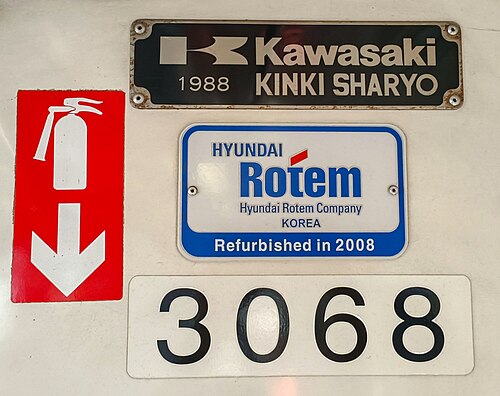 Kawasaki
1988 KINKI SHARYO
HYUNDAI
Rotem
Hyundai Rotem Company
KOREA
Refurbished in 2008
3068